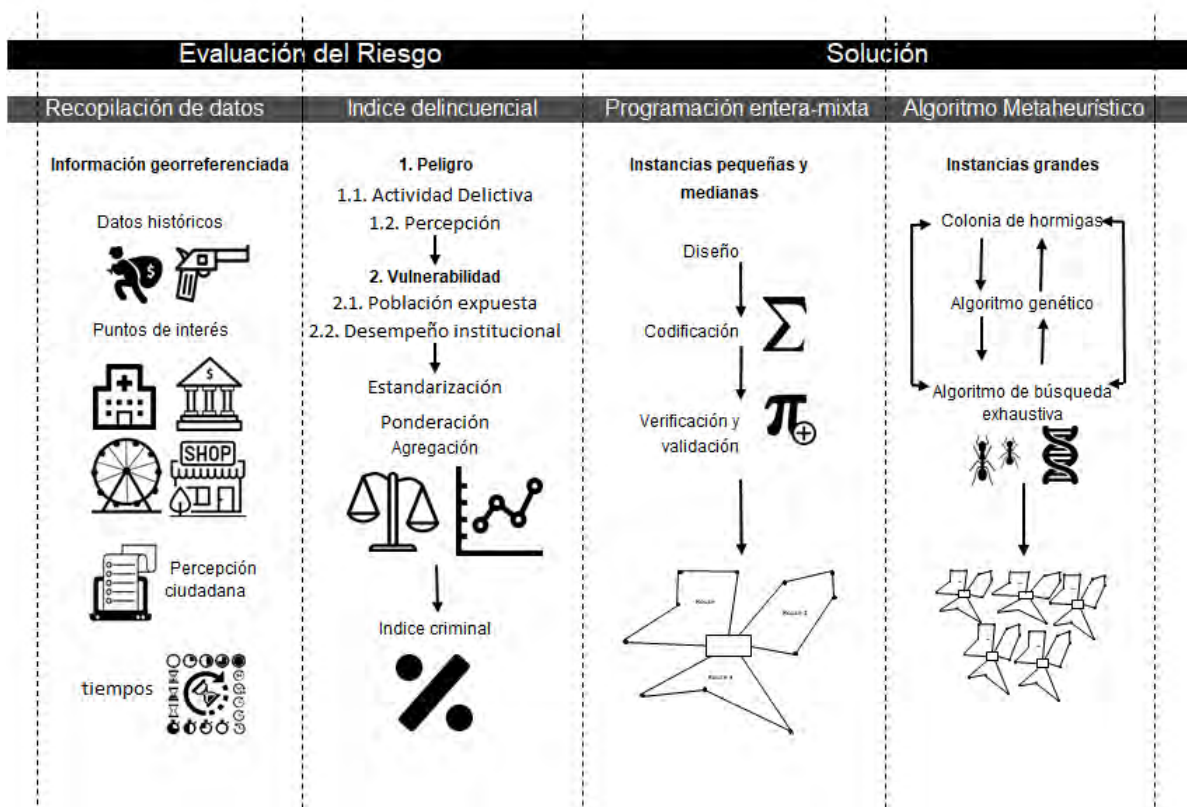 Evaluación del Riesgo
Solución
Recopilación de datos
Indice delincuencial
Programación entera-mixta
Algoritmo Metaheurístico
Información georreferenciada
Datos históricos
$
Puntos de interés
$
SHOP
Percepción
ciudadana
tiempos
1. Peligro
1.1. Actividad Delictiva
1.2. Percepción
2. Vulnerabilidad
2.1. Población expuesta
2.2. Desempeño institucional
Estandarización
Ponderación
Agregación
Indice criminal
Instancias pequeñas y
medianas
Diseño
Codificación
Σ
Verificación y
validación
π
Instancias grandes
Colonia de hormigas
Algoritmo genético
Algoritmo de búsqueda
exhaustiva